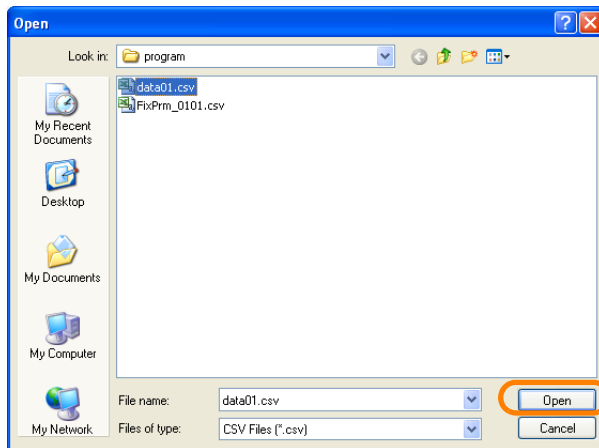 Open
Look in: program
data01.csv
FixPrm_0101.csv
My Recent
Documents
Desktop
My Documents
My Computer
My Network
File name: data01.csv Open
Files of type: CSV Files (*.csv) Cancel